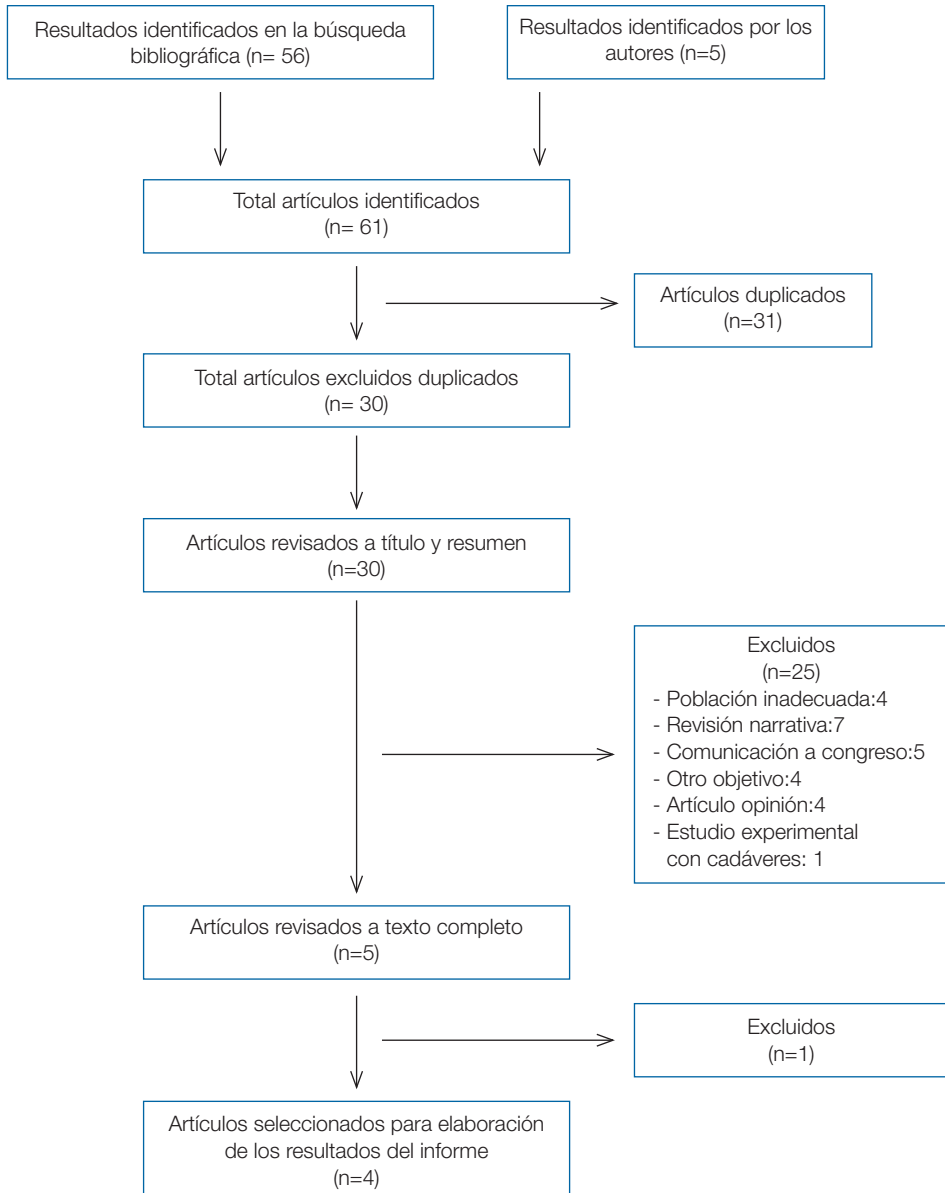 Resultados identificados en la búsqueda
bibliográfica (n= 56)
Resultados identificados por los
autores (n=5)
Total artículos identificados
(n= 61)
Artículos duplicados
(n=31)
Total artículos excluidos duplicados
(n= 30)
Artículos revisados a título y resumen
(n=30)
Excluidos
(n=25)
- Población inadecuada:4
- Revisión narrativa:7
- Comunicación a congreso:5
- Otro objetivo:4
- Artículo opinión:4
- Estudio experimental
con cadáveres: 1
Artículos revisados a texto completo
(n=5)
Excluidos
(n=1)
Artículos seleccionados para elaboración
de los resultados del informe
(n=4)